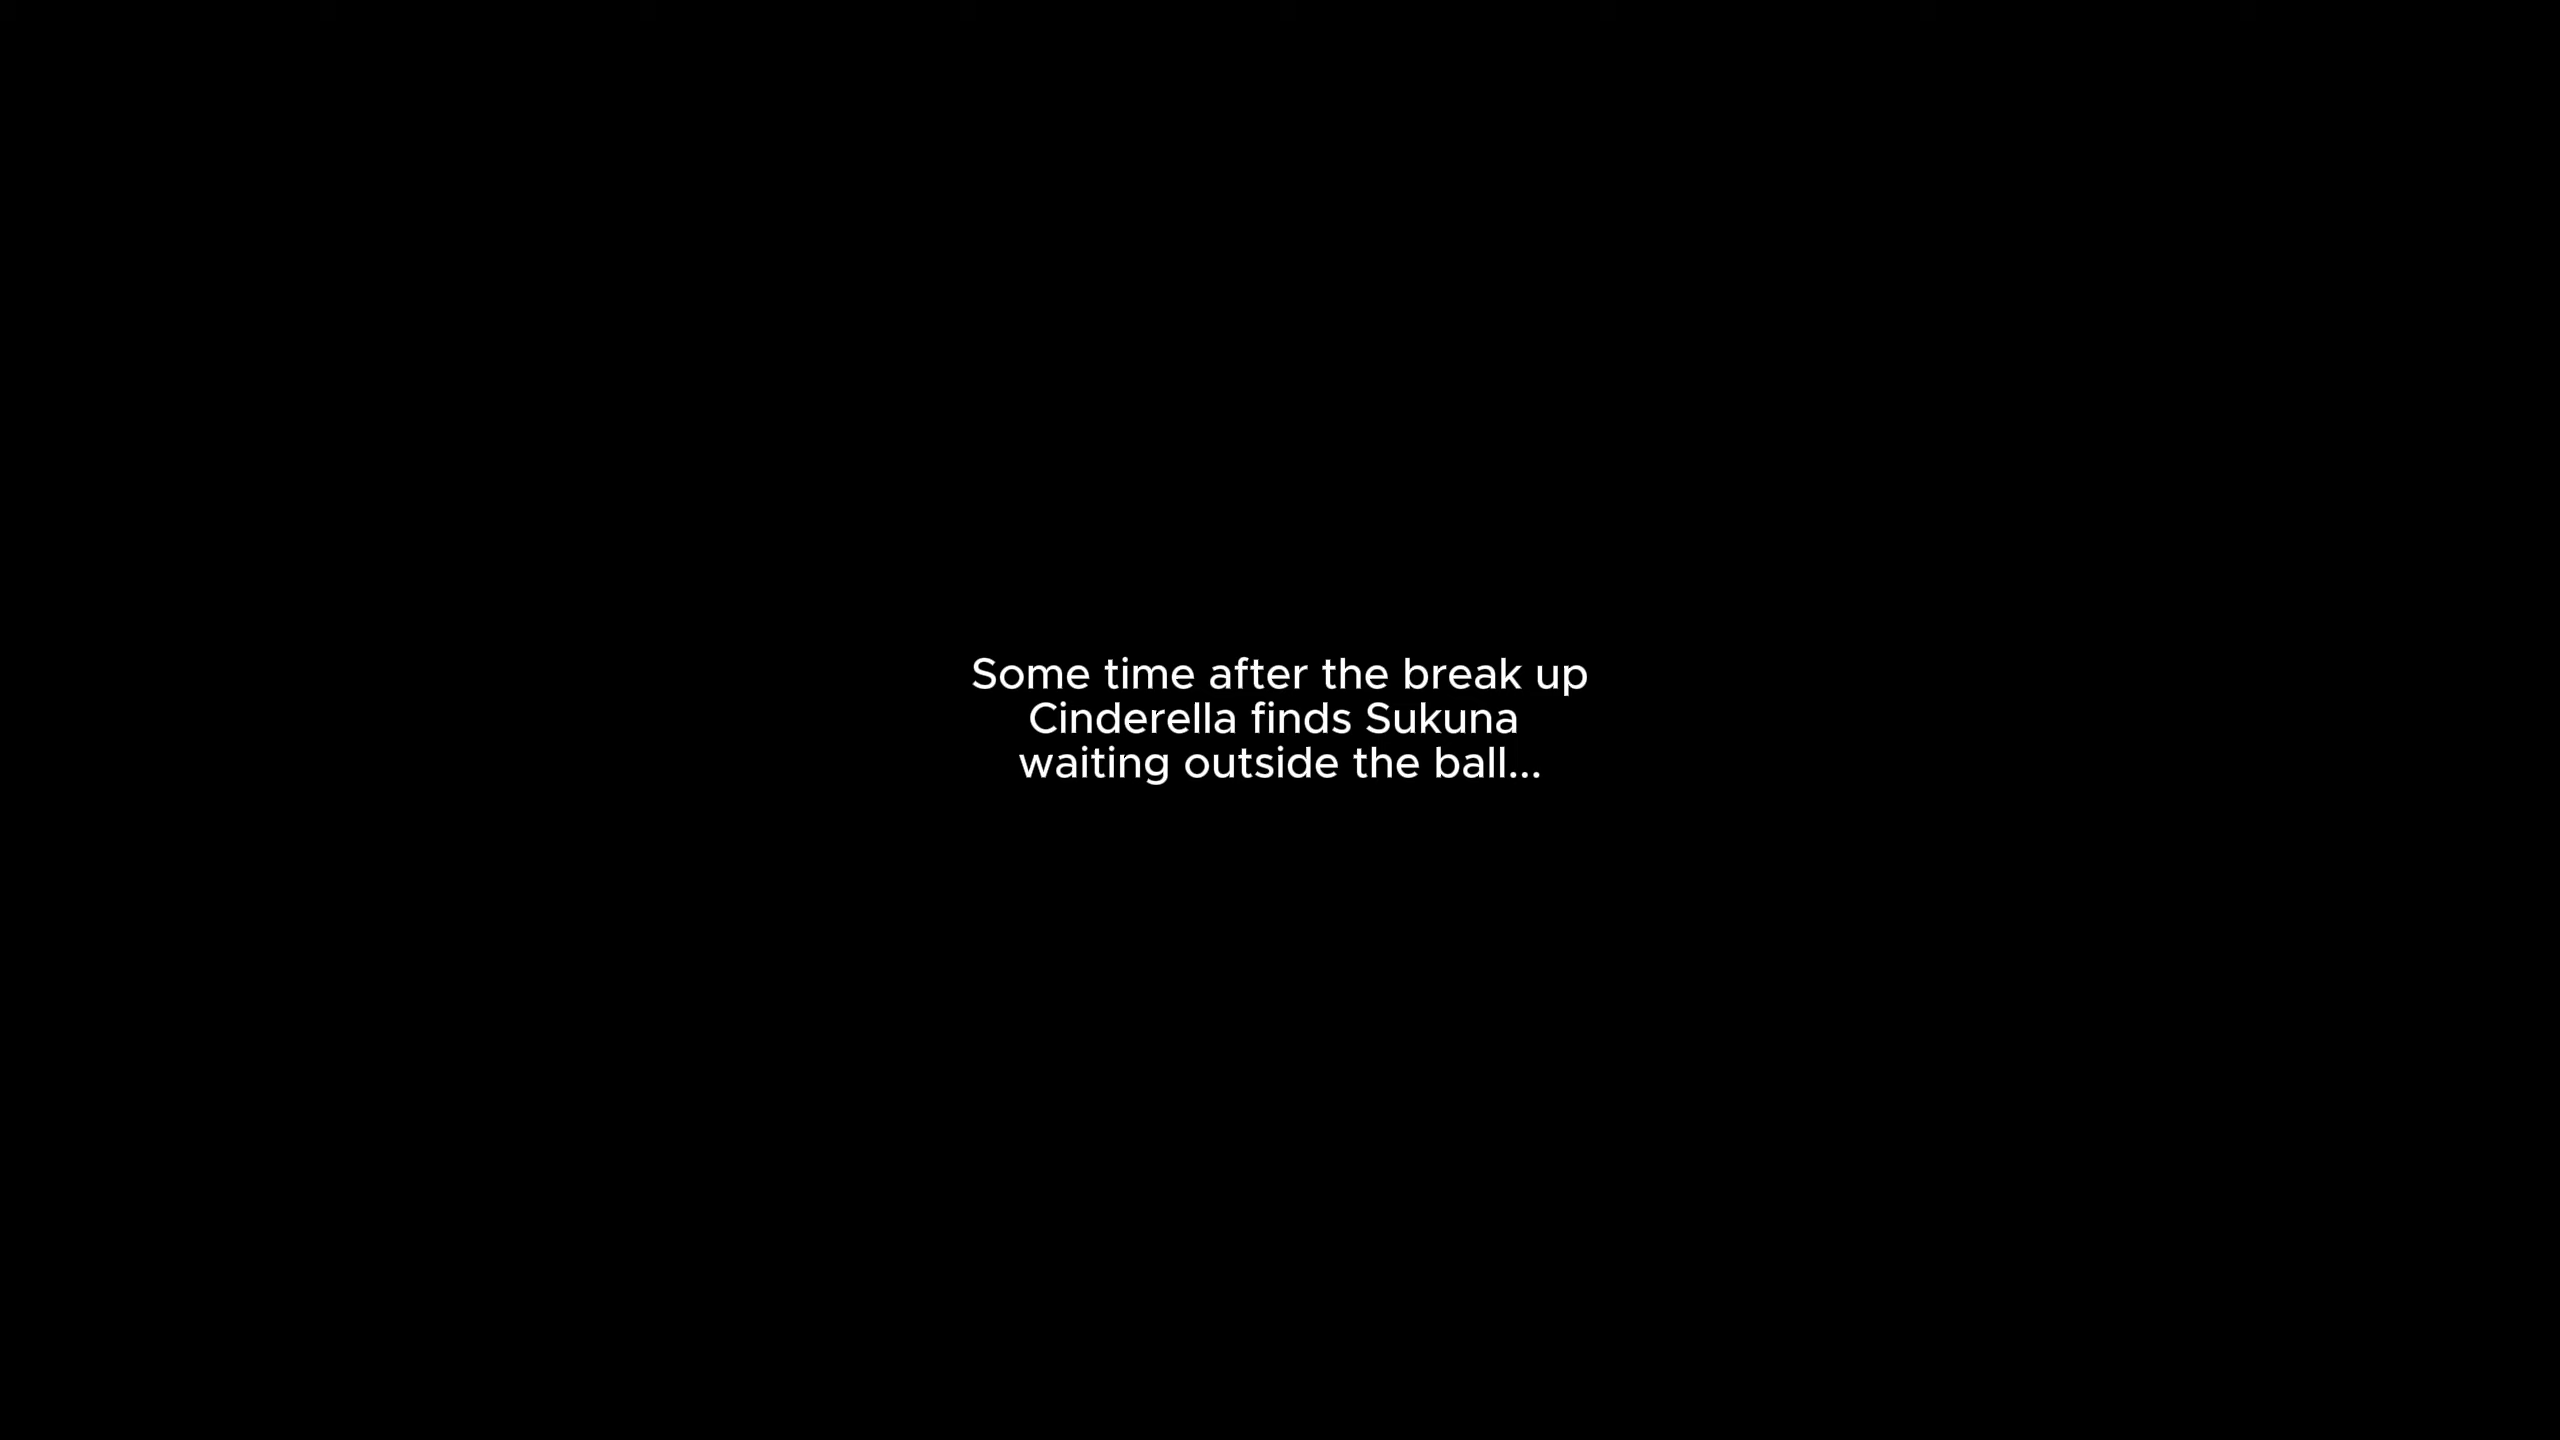 Some time after the break up
Cinderella finds Sukuna
waiting outside the ball...